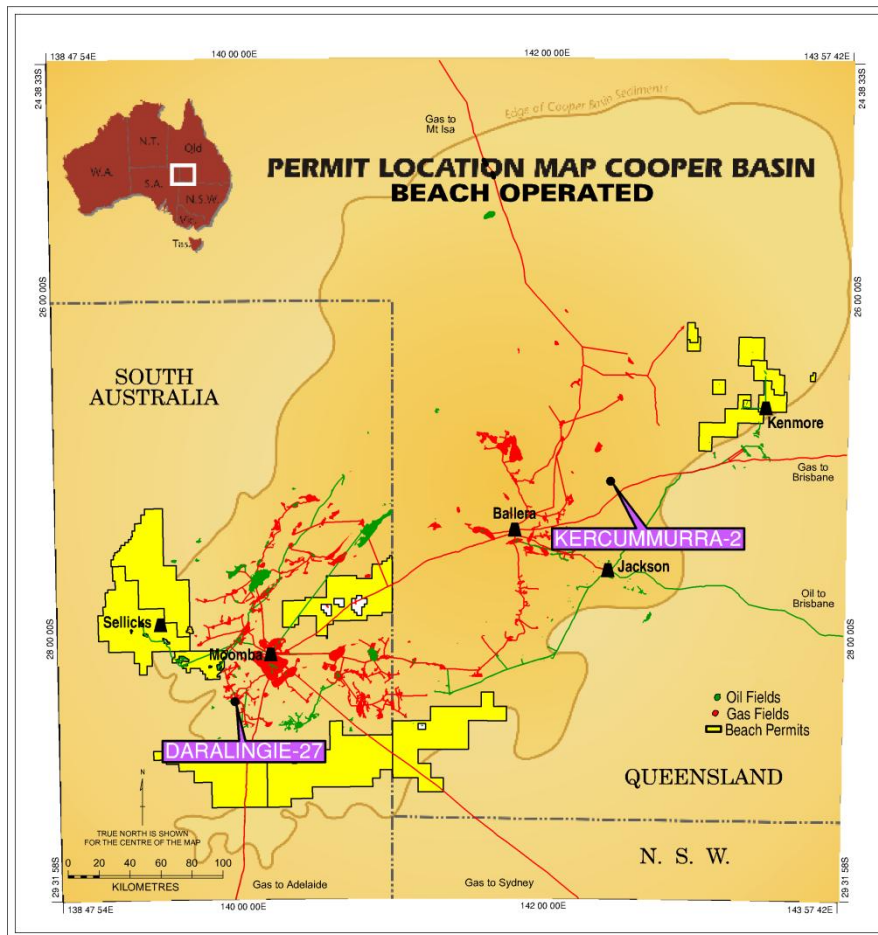 138 47 54E
140 00 00E
142 00 00E
143 57 42E
24 38 33S
24 38 33S
Edge of Cooper Basin Sediments
Gas to
Mt Isa
N.T.
Qld
W.A.
S.A.
N.S.W.
Tas.
PERMIT LOCATION MAP COOPER BASIN
BEACH OPERATED
26 00 00S
26 00 00S
SOUTH
AUSTRALIA
Kenmore
Gas to
Brisbane
Ballera
KERCUMMURRA-2
Jackson
Oil to
Brisbane
Sellicks
Moomba
28 00 00S
28 00 00S
Oil Fields
Gas Fields
Beach Permits
DARALINGIE-27
QUEENSLAND
N
TRUE NORTH IS SHOWN
FOR THE CENTRE OF THE MAP
0 20 40 60 80 100
KILOMETRES
N. S. W.
Gas to Adelaide
Gas to Sydney
29 31 58S
29 31 58S
138 47 54E
140 00 00E
142 00 00E
143 57 42E